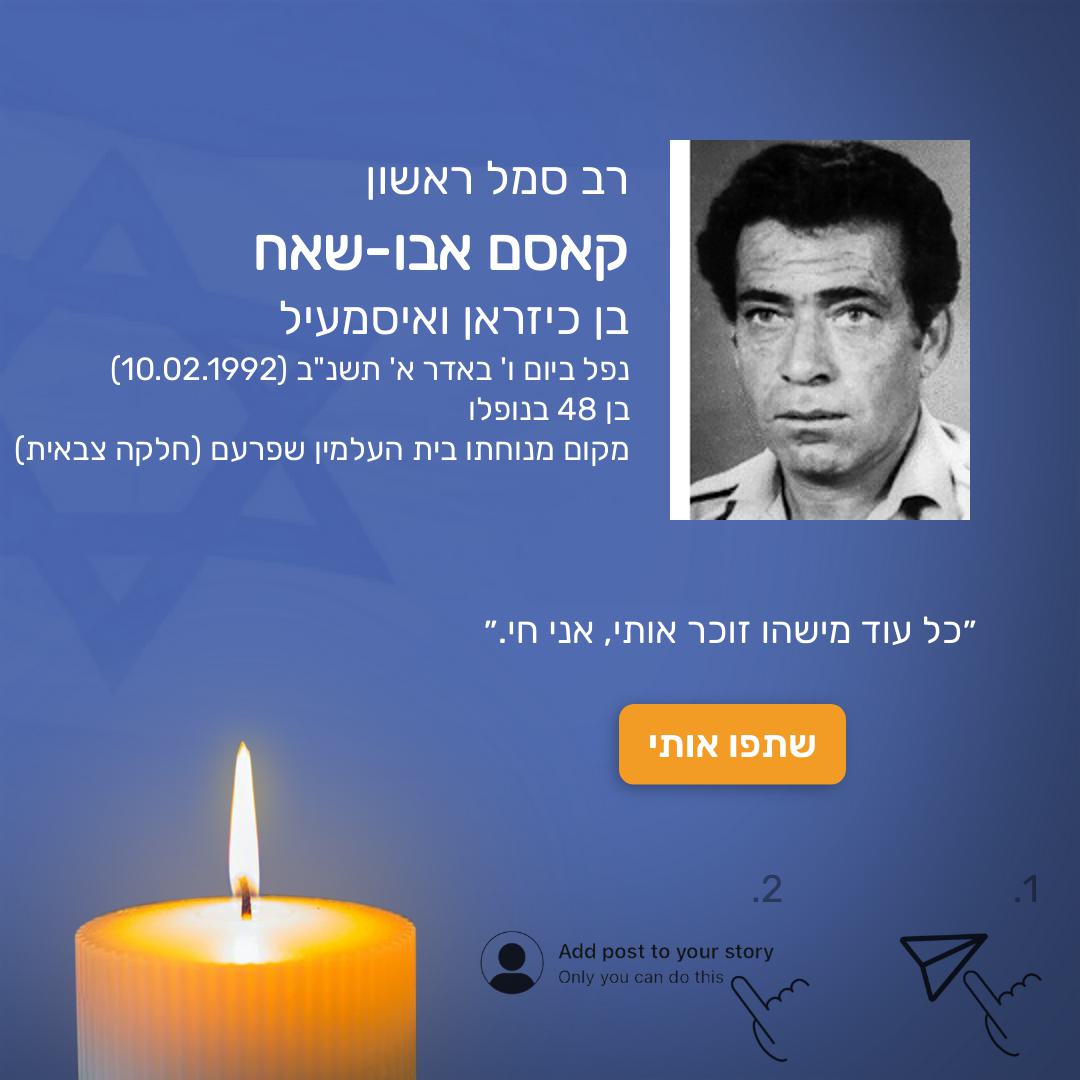 רב סמל ראשון
קאסם אבו-שאח
בן כיזראן ואיסמעיל
נפל ביום ו' באדר א' תשנ"ב (10.02.1992)
בן 48 בנופלו
מקום מנוחתו בית העלמין שפרעם (חלקה צבאית)
״כל עוד מישהו זוכר אותי, אני חי.״
שתפו אותי
1.
2.
Add post to your story
Only you can do this